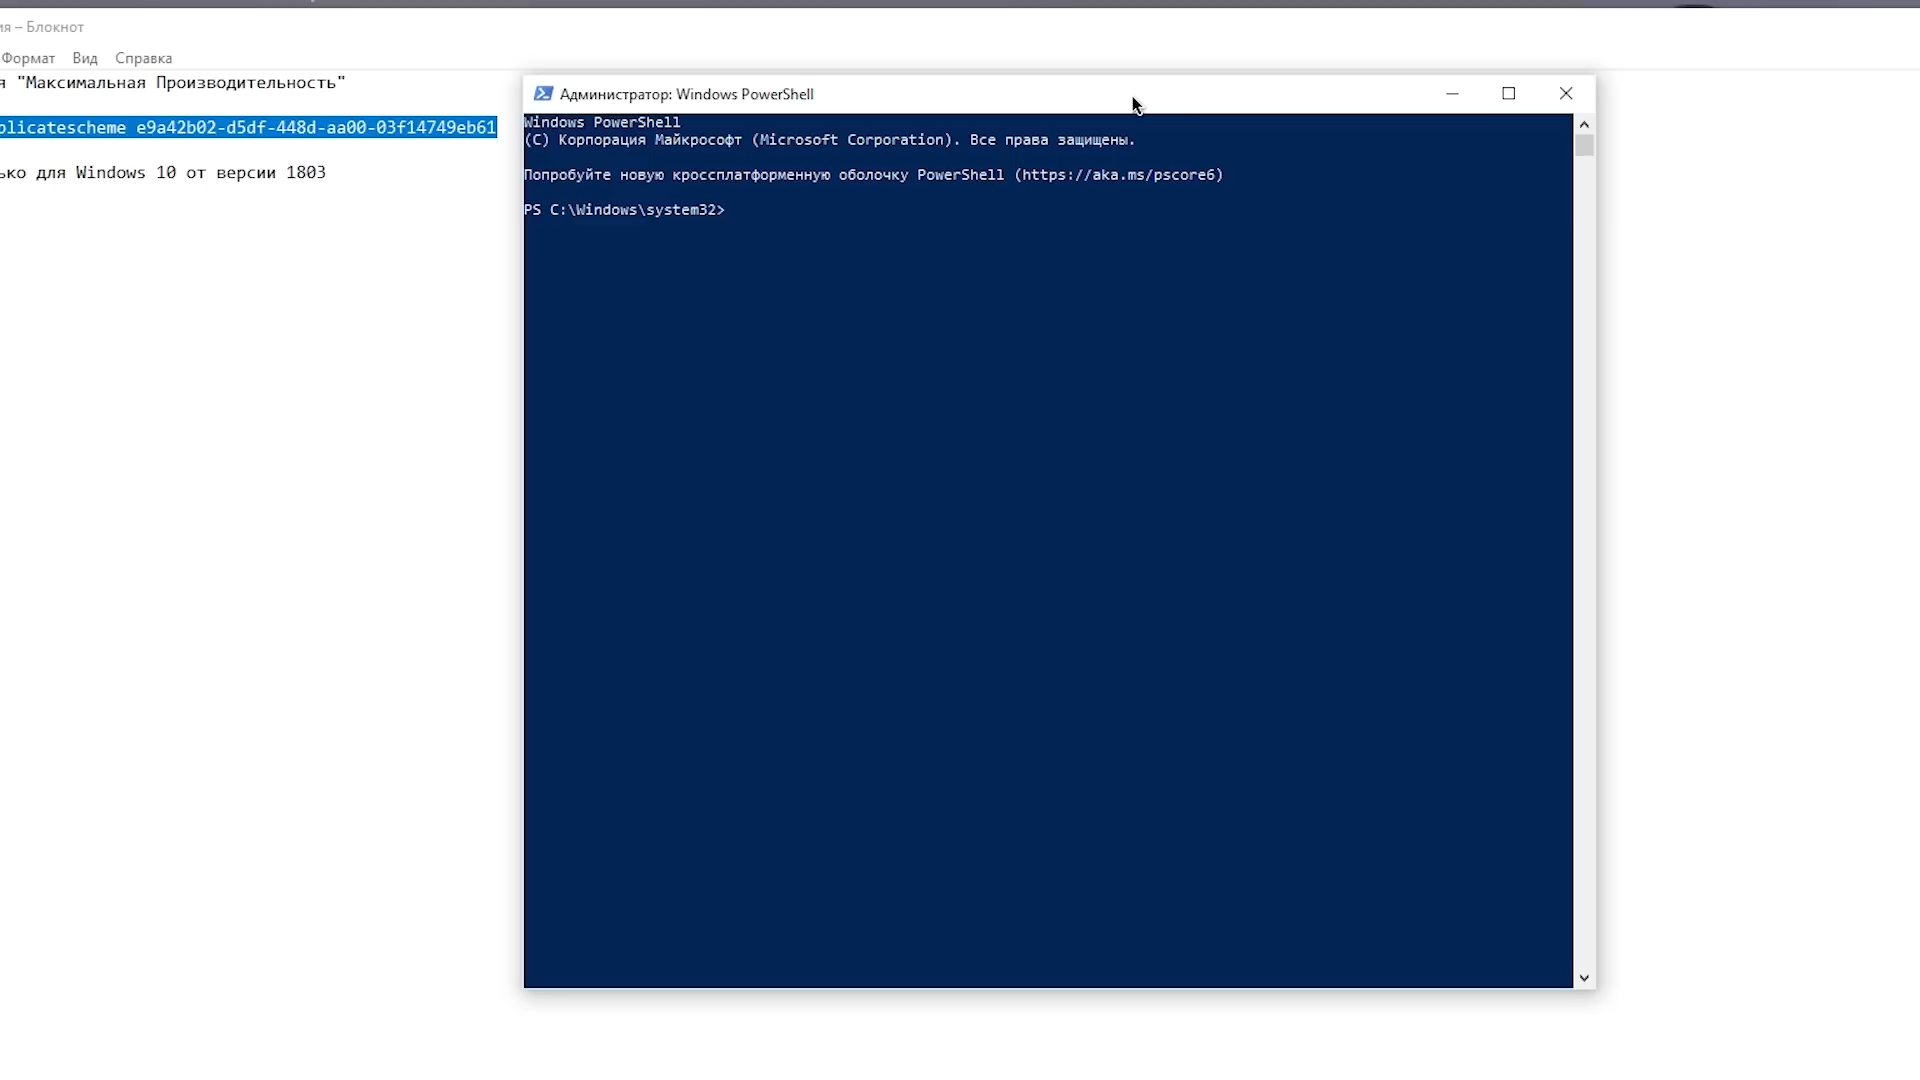 – Блокнот
Формат Вид Справка
"Максимальная Производительность"
plicatescheme e9a42b02-d5df-448d-aa00-03f14749eb61
для Windows 10 от версии 1803
Администратор: Windows PowerShell
Windows PowerShell
(C) Корпорация Майкрософт (Microsoft Corporation). Все права защищены.
Попробуйте новую кроссплатформенную оболочку PowerShell (https://aka.ms/pscore6)
PS C:\Windows\system32>